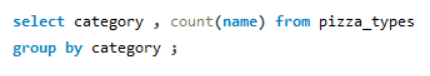 select category , count(name) from pizza_types
group by category ;